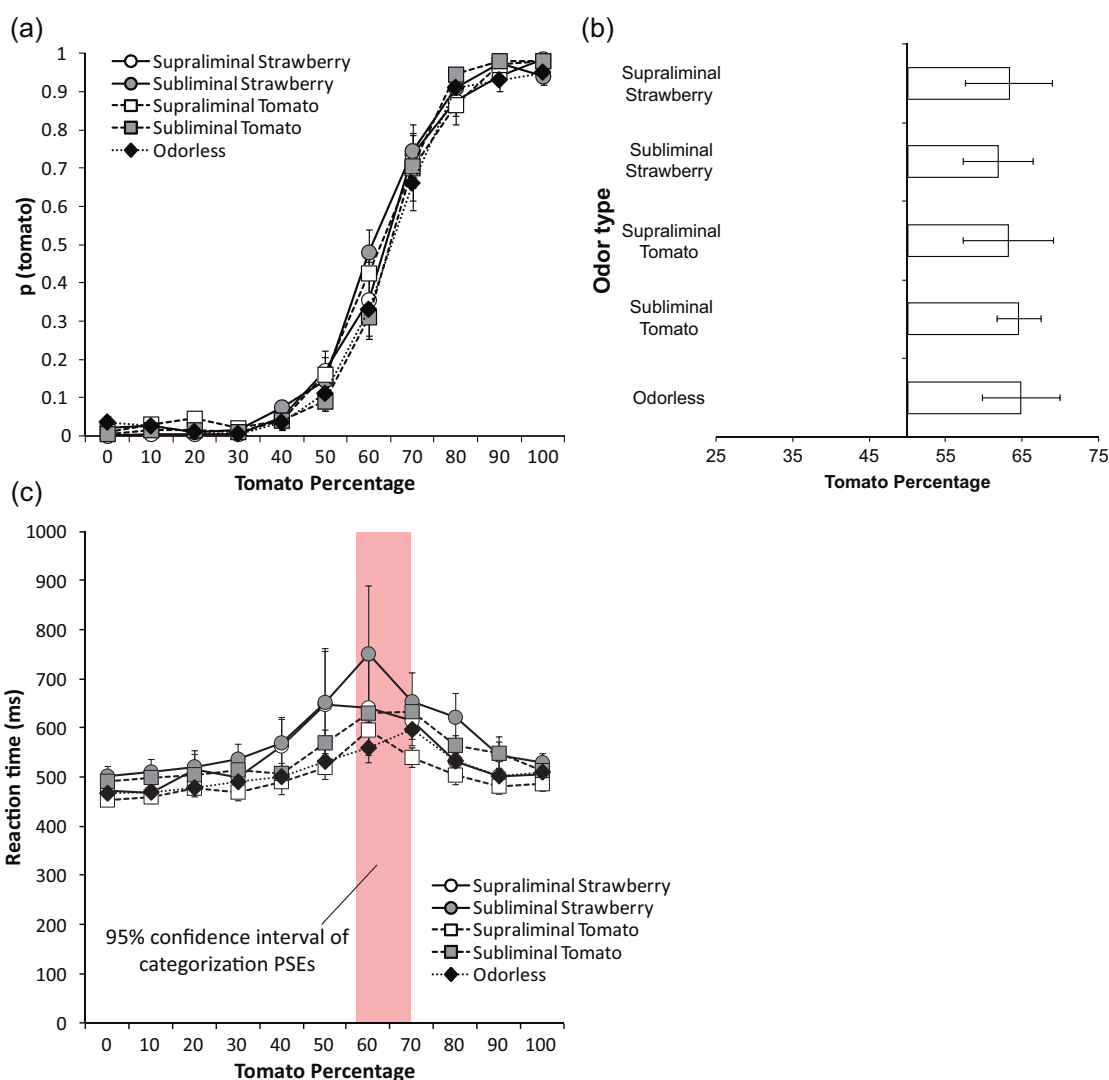 (a)
Supraliminal Strawberry
Subliminal Strawberry
Supraliminal Tomato
Subliminal Tomato
Odorless
1
0.9
0.8
0.7
0.6
0.5
0.4
0.3
0.2
0.1
0
p (tomato)
0 10 20 30 40 50 60 70 80 90 100
Tomato Percentage
(b)
Odor type
Supraliminal
Strawberry
Subliminal
Strawberry
Supraliminal
Tomato
Subliminal
Tomato
Odorless
25 35 45 55 65 75
Tomato Percentage
(c)
1000
900
800
700
600
500
400
300
200
100
0
Reaction time (ms)
95% confidence interval of
categorization PSEs
Supraliminal Strawberry
Subliminal Strawberry
Supraliminal Tomato
Subliminal Tomato
Odorless
0 10 20 30 40 50 60 70 80 90 100
Tomato Percentage